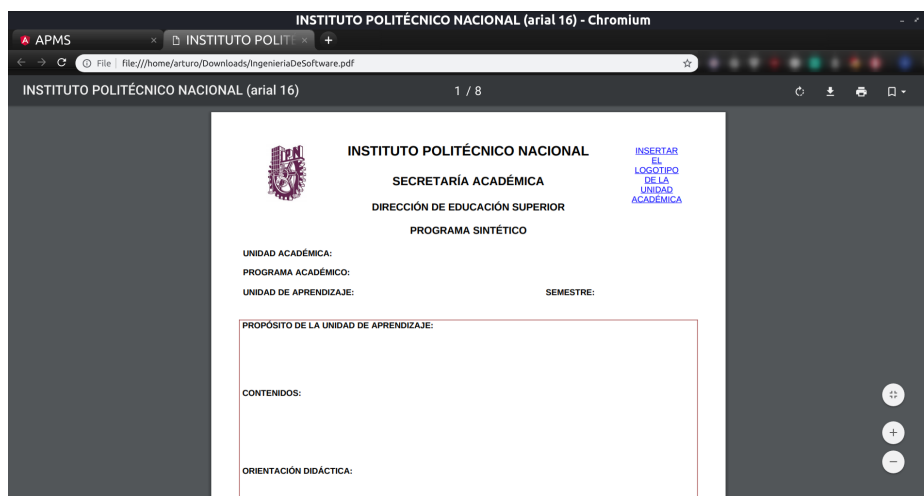 INSTITUTO POLITÉCNICO NACIONAL (arial 16) - Chromium
APMS
INSTITUTO POLITÉ
File file:///home/arturo/Downloads/IngenieriaDeSoftware.pdf
INSTITUTO POLITÉCNICO NACIONAL (arial 16)
1 / 8
IPN
INSTITUTO POLITÉCNICO NACIONAL
SECRETARÍA ACADÉMICA
DIRECCIÓN DE EDUCACIÓN SUPERIOR
PROGRAMA SINTÉTICO
INSERTAR
EL
LOGOTIPO
DE LA
UNIDAD
ACADÉMICA
UNIDAD ACADÉMICA:
PROGRAMA ACADÉMICO:
UNIDAD DE APRENDIZAJE: SEMESTRE:
PROPÓSITO DE LA UNIDAD DE APRENDIZAJE:
CONTENIDOS:
ORIENTACIÓN DIDÁCTICA: